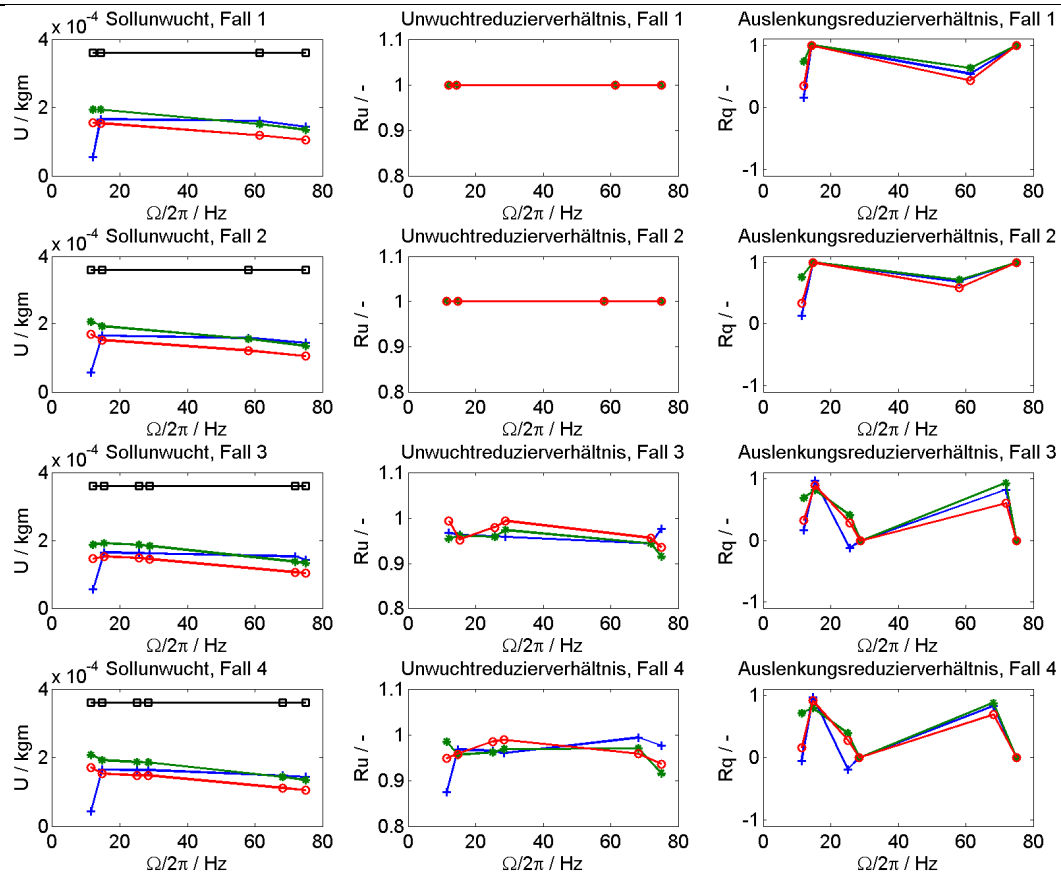 x 10⁻⁴ Sollunwucht, Fall 1
4
2
0
U / kgm
0 20 40 60 80
Ω/2π / Hz
Unwuchtreduzierverhältnis, Fall 1
1.1
1
0.9
0.8
Ru / -
0 20 40 60 80
Ω/2π / Hz
Auslenkungsreduzierverhältnis, Fall 1
1
0
-1
Rq / -
0 20 40 60 80
Ω/2π / Hz
x 10⁻⁴ Sollunwucht, Fall 2
4
2
0
U / kgm
0 20 40 60 80
Ω/2π / Hz
Unwuchtreduzierverhältnis, Fall 2
1.1
1
0.9
0.8
Ru / -
0 20 40 60 80
Ω/2π / Hz
Auslenkungsreduzierverhältnis, Fall 2
1
0
-1
Rq / -
0 20 40 60 80
Ω/2π / Hz
x 10⁻⁴ Sollunwucht, Fall 3
4
2
0
U / kgm
0 20 40 60 80
Ω/2π / Hz
Unwuchtreduzierverhältnis, Fall 3
1.1
1
0.9
0.8
Ru / -
0 20 40 60 80
Ω/2π / Hz
Auslenkungsreduzierverhältnis, Fall 3
1
0
-1
Rq / -
0 20 40 60 80
Ω/2π / Hz
x 10⁻⁴ Sollunwucht, Fall 4
4
2
0
U / kgm
0 20 40 60 80
Ω/2π / Hz
Unwuchtreduzierverhältnis, Fall 4
1.1
1
0.9
0.8
Ru / -
0 20 40 60 80
Ω/2π / Hz
Auslenkungsreduzierverhältnis, Fall 4
1
0
-1
Rq / -
0 20 40 60 80
Ω/2π / Hz